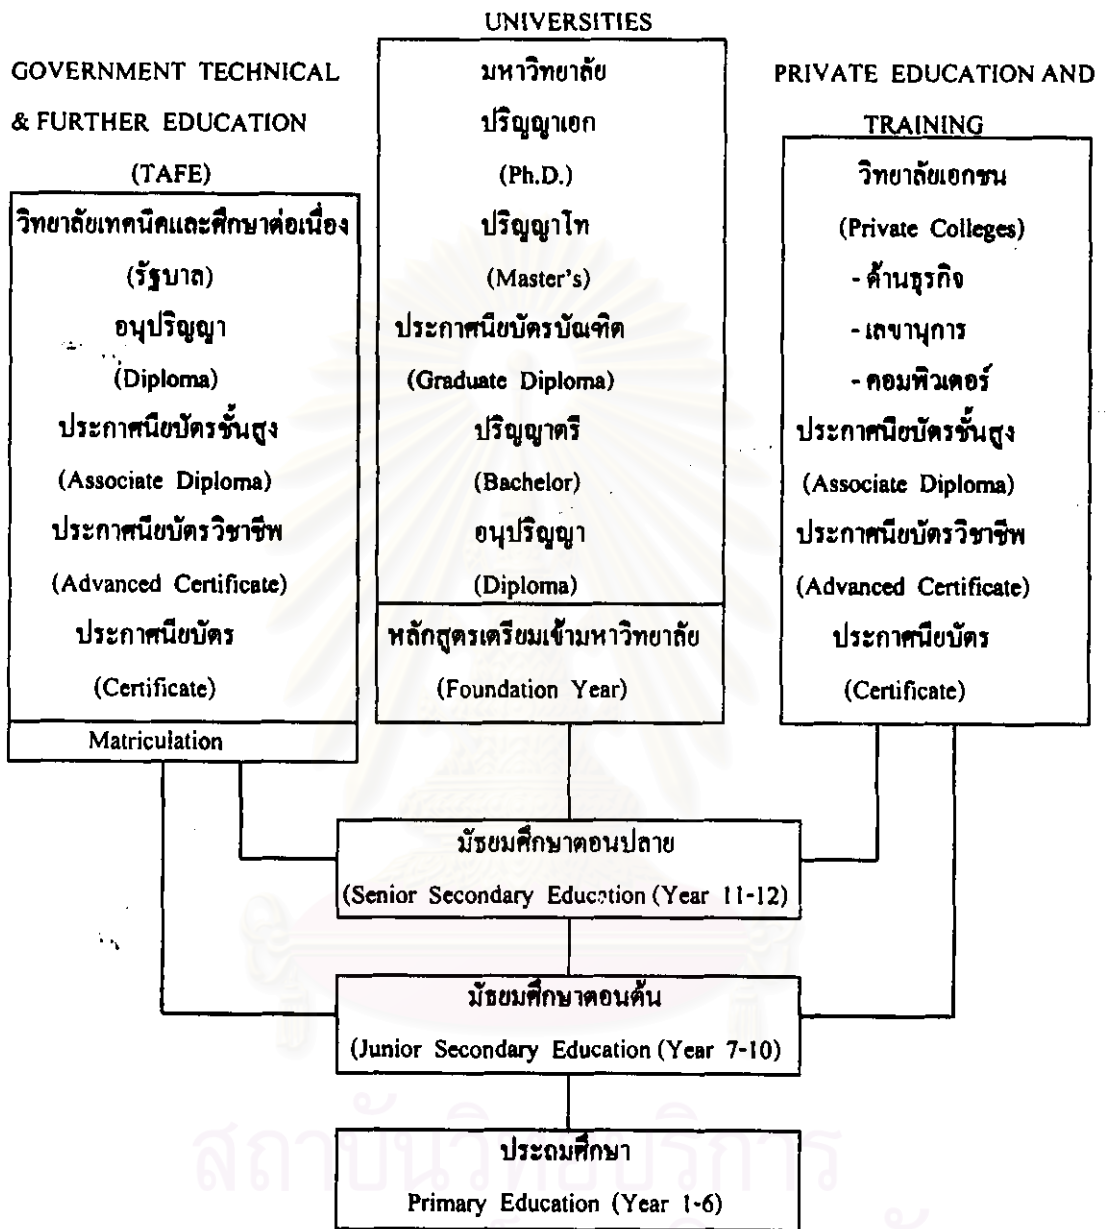 UNIVERSITIES
GOVERNMENT TECHNICAL
& FURTHER EDUCATION
(TAFE)
วิทยาลัยเทคนิคและศึกษาต่อเนื่อง
(รัฐบาล)
อนุปริญญา
(Diploma)
ประกาศนียบัตรชั้นสูง
(Associate Diploma)
ประกาศนียบัตรวิชาชีพ
(Advanced Certificate)
ประกาศนียบัตร
(Certificate)
Matriculation
มหาวิทยาลัย
ปริญญาเอก
(Ph.D.)
ปริญญาโท
(Master's)
ประกาศนียบัตรบัณฑิต
(Graduate Diploma)
ปริญญาตรี
(Bachelor)
อนุปริญญา
(Diploma)
หลักสูตรเตรียมเข้ามหาวิทยาลัย
(Foundation Year)
PRIVATE EDUCATION AND
TRAINING
วิทยาลัยเอกชน
(Private Colleges)
- ด้านธุรกิจ
- เลขานุการ
- คอมพิวเตอร์
ประกาศนียบัตรชั้นสูง
(Associate Diploma)
ประกาศนียบัตรวิชาชีพ
(Advanced Certificate)
ประกาศนียบัตร
(Certificate)
มัธยมศึกษาตอนปลาย
(Senior Secondary Education (Year 11-12)
มัธยมศึกษาตอนต้น
(Junior Secondary Education (Year 7-10)
ประถมศึกษา
Primary Education (Year 1-6)
สถาบันวิทยบริการ